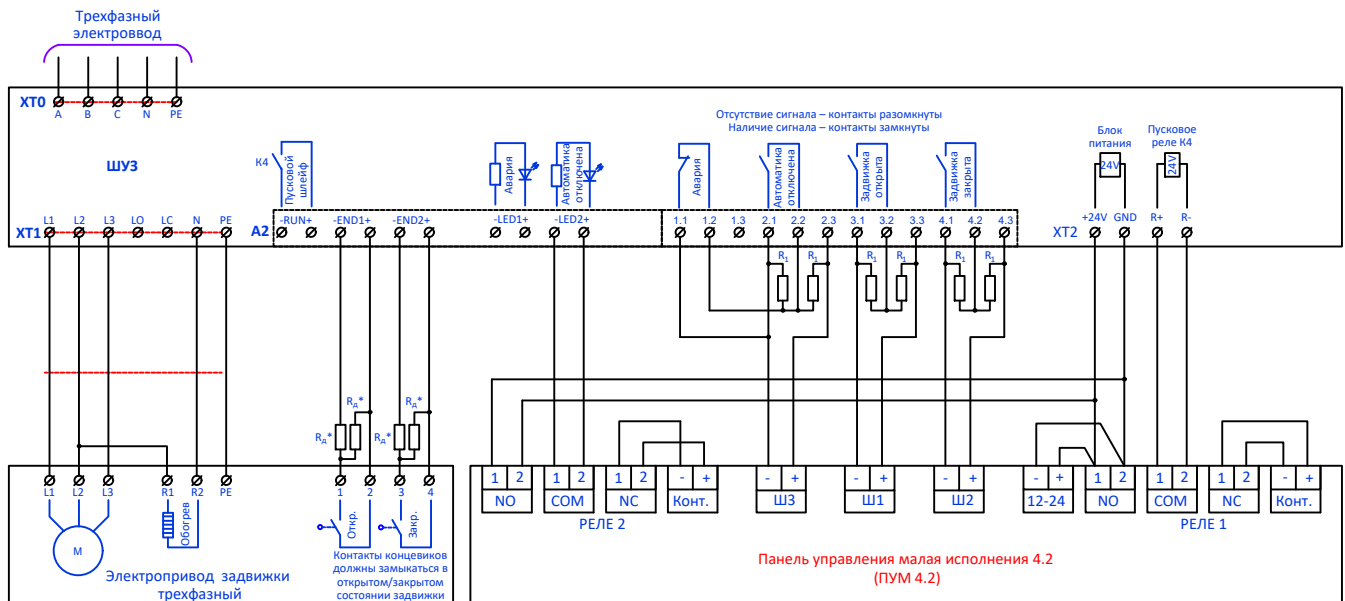 Трехфазный
электроввод
XT0
A B C N PE
ШУЗ
К4
Пусковой
шлейф
Авария
Автоматика
отключена
Отсутствие сигнала – контакты разомкнуты
Наличие сигнала – контакты замкнуты
Авария
Автоматика
отключена
Задвижка
открыта
Задвижка
закрыта
Блок
питания
24V
Пусковое
реле К4
24V
L1 L2 L3 LO LC N PE
XT1
A2
-RUN+ -END1+ -END2+ -LED1+ -LED2+
1.1 1.2 1.3 2.1 2.2 2.3 3.1 3.2 3.3 4.1 4.2 4.3
XT2
+24V GND R+ R-
R1 R1 R1 R1 R1 R1
Rд* Rд*
Rд* Rд*
L1 L2 L3 R1 R2 PE
1 2 3 4
Обогрев
М
Откр.
Закр.
Контакты концевиков
должны замыкаться в
открытом/закрытом
состоянии задвижки
Электропривод задвижки
трехфазный
1 2 1 2 1 2 - + - + - + - + - + 1 2 1 2 1 2 - +
NO COM NC Конт. Ш3 Ш1 Ш2 12-24 NO COM NC Конт.
РЕЛЕ 2
РЕЛЕ 1
Панель управления малая исполнения 4.2
(ПУМ 4.2)